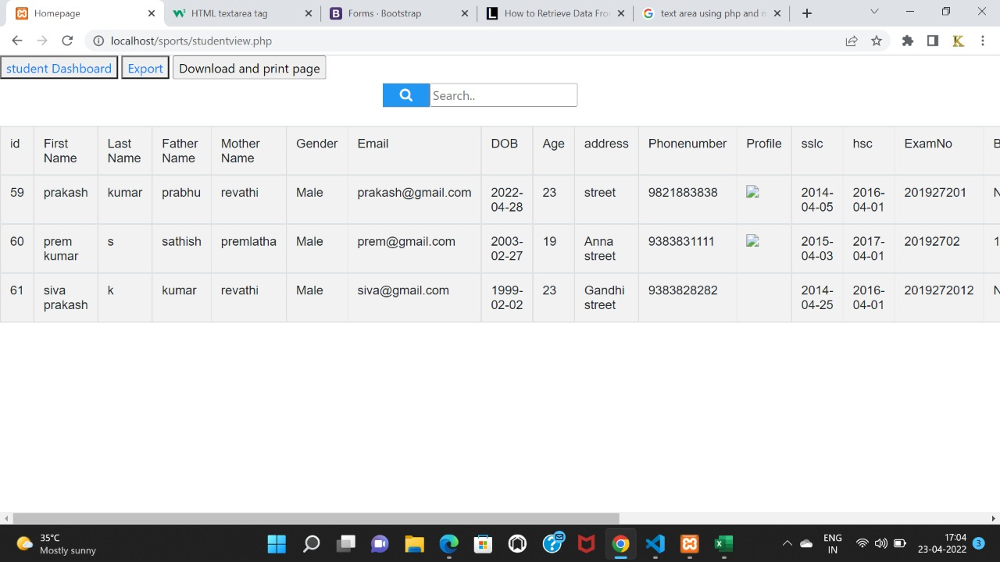 Homepage
HTML textarea tag
Forms · Bootstrap
How to Retrieve Data Fro
text area using php and m
localhost/sports/studentview.php
student Dashboard Export Download and print page
Search..
id First Name Last Name Father Name Mother Name Gender Email DOB Age address Phonenumber Profile sslc hsc ExamNo B
59 prakash kumar prabhu revathi Male prakash@gmail.com 2022-04-28 23 street 9821883838 2014-04-05 2016-04-01 201927201 N
60 prem kumar s sathish premlatha Male prem@gmail.com 2003-02-27 19 Anna street 9383831111 2015-04-03 2017-04-01 20192702 1
61 siva prakash k kumar revathi Male siva@gmail.com 1999-02-02 23 Gandhi street 9383828282 2014-04-25 2016-04-01 2019272012 N
35°C
Mostly sunny
ENG
IN
17:04
23-04-2022
3